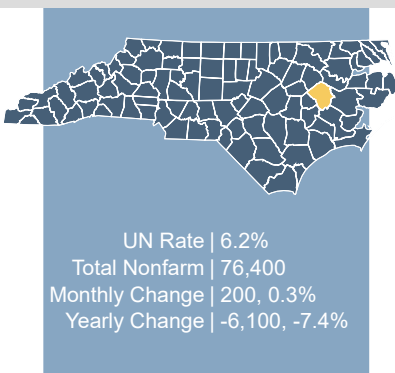 UN Rate | 6.2%
Total Nonfarm | 76,400
Monthly Change | 200, 0.3%
Yearly Change | -6,100, -7.4%